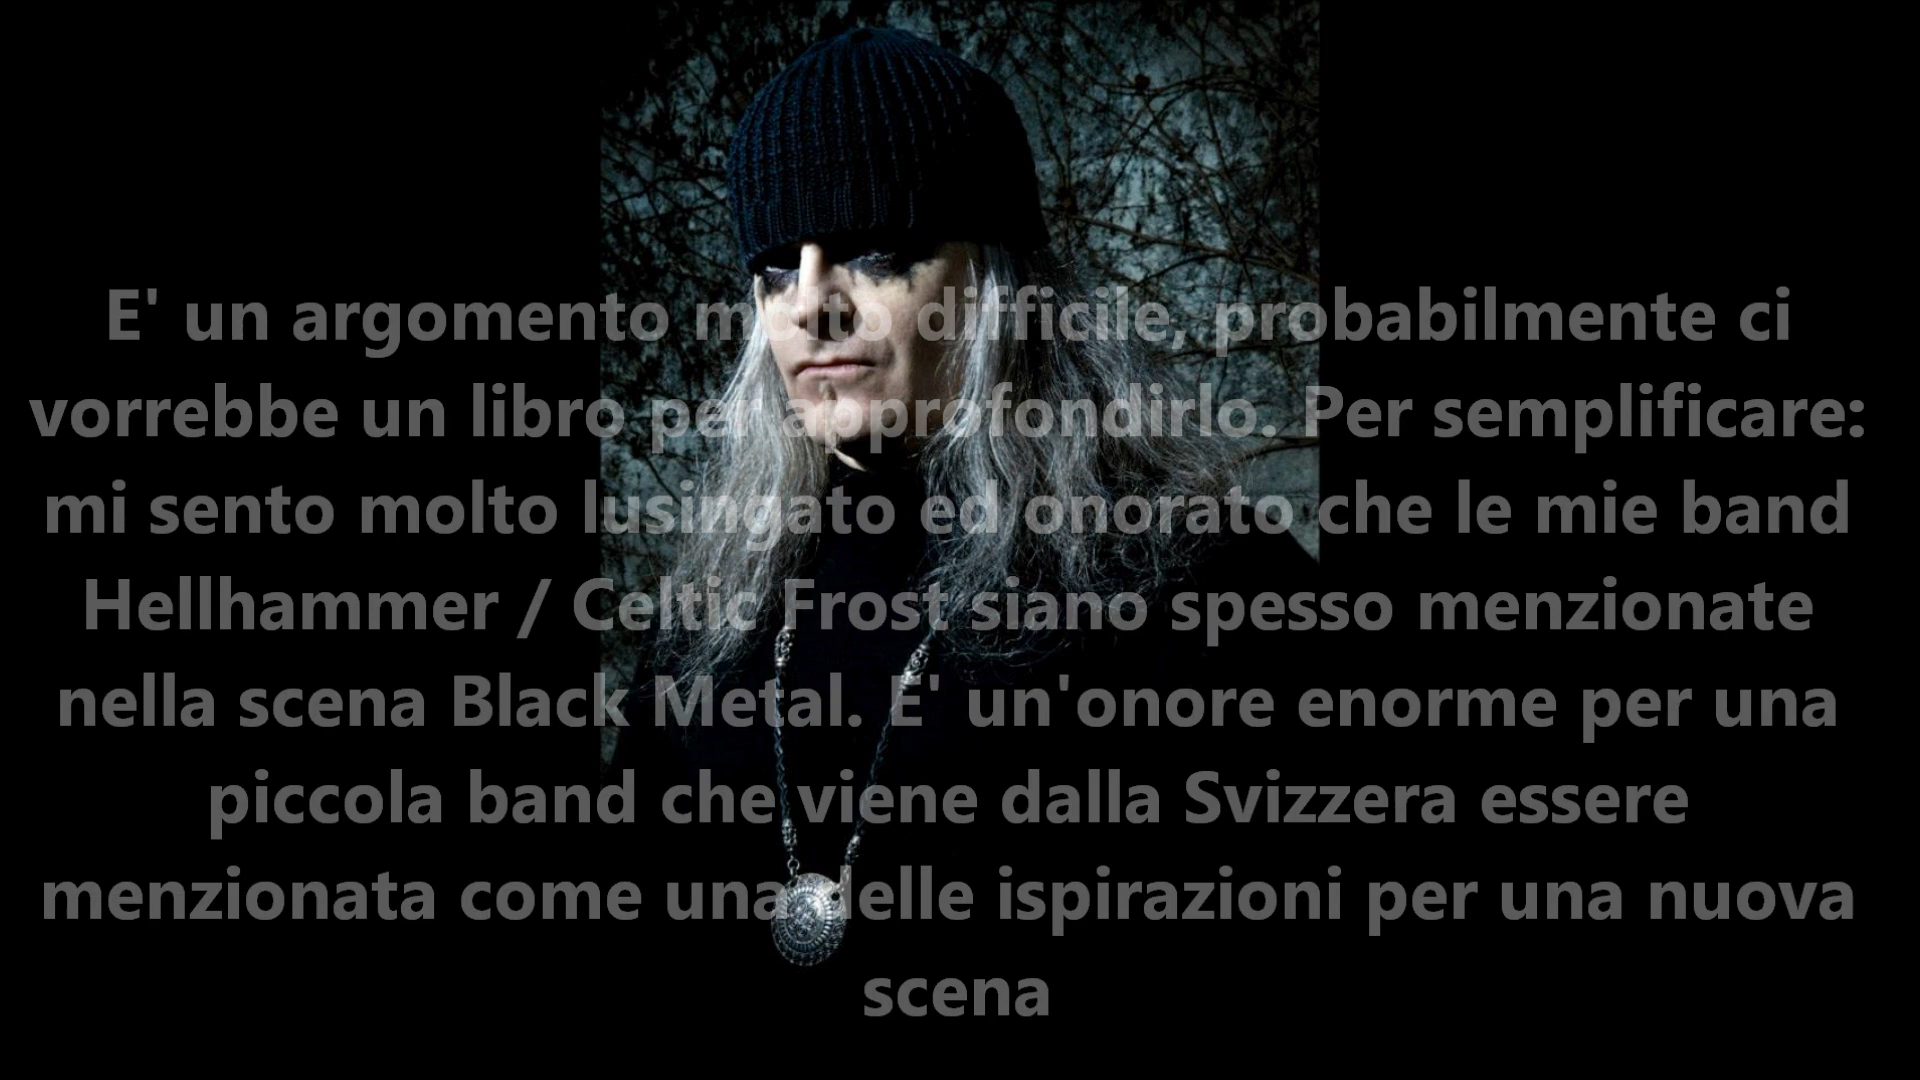 E' un argomento molto difficile, probabilmente ci
vorrebbe un libro per approfondirlo. Per semplificare:
mi sento molto lusingato ed onorato che le mie band
Hellhammer / Celtic Frost siano spesso menzionate
nella scena Black Metal. E' un'onore enorme per una
piccola band che viene dalla Svizzera essere
menzionata come una delle ispirazioni per una nuova
scena